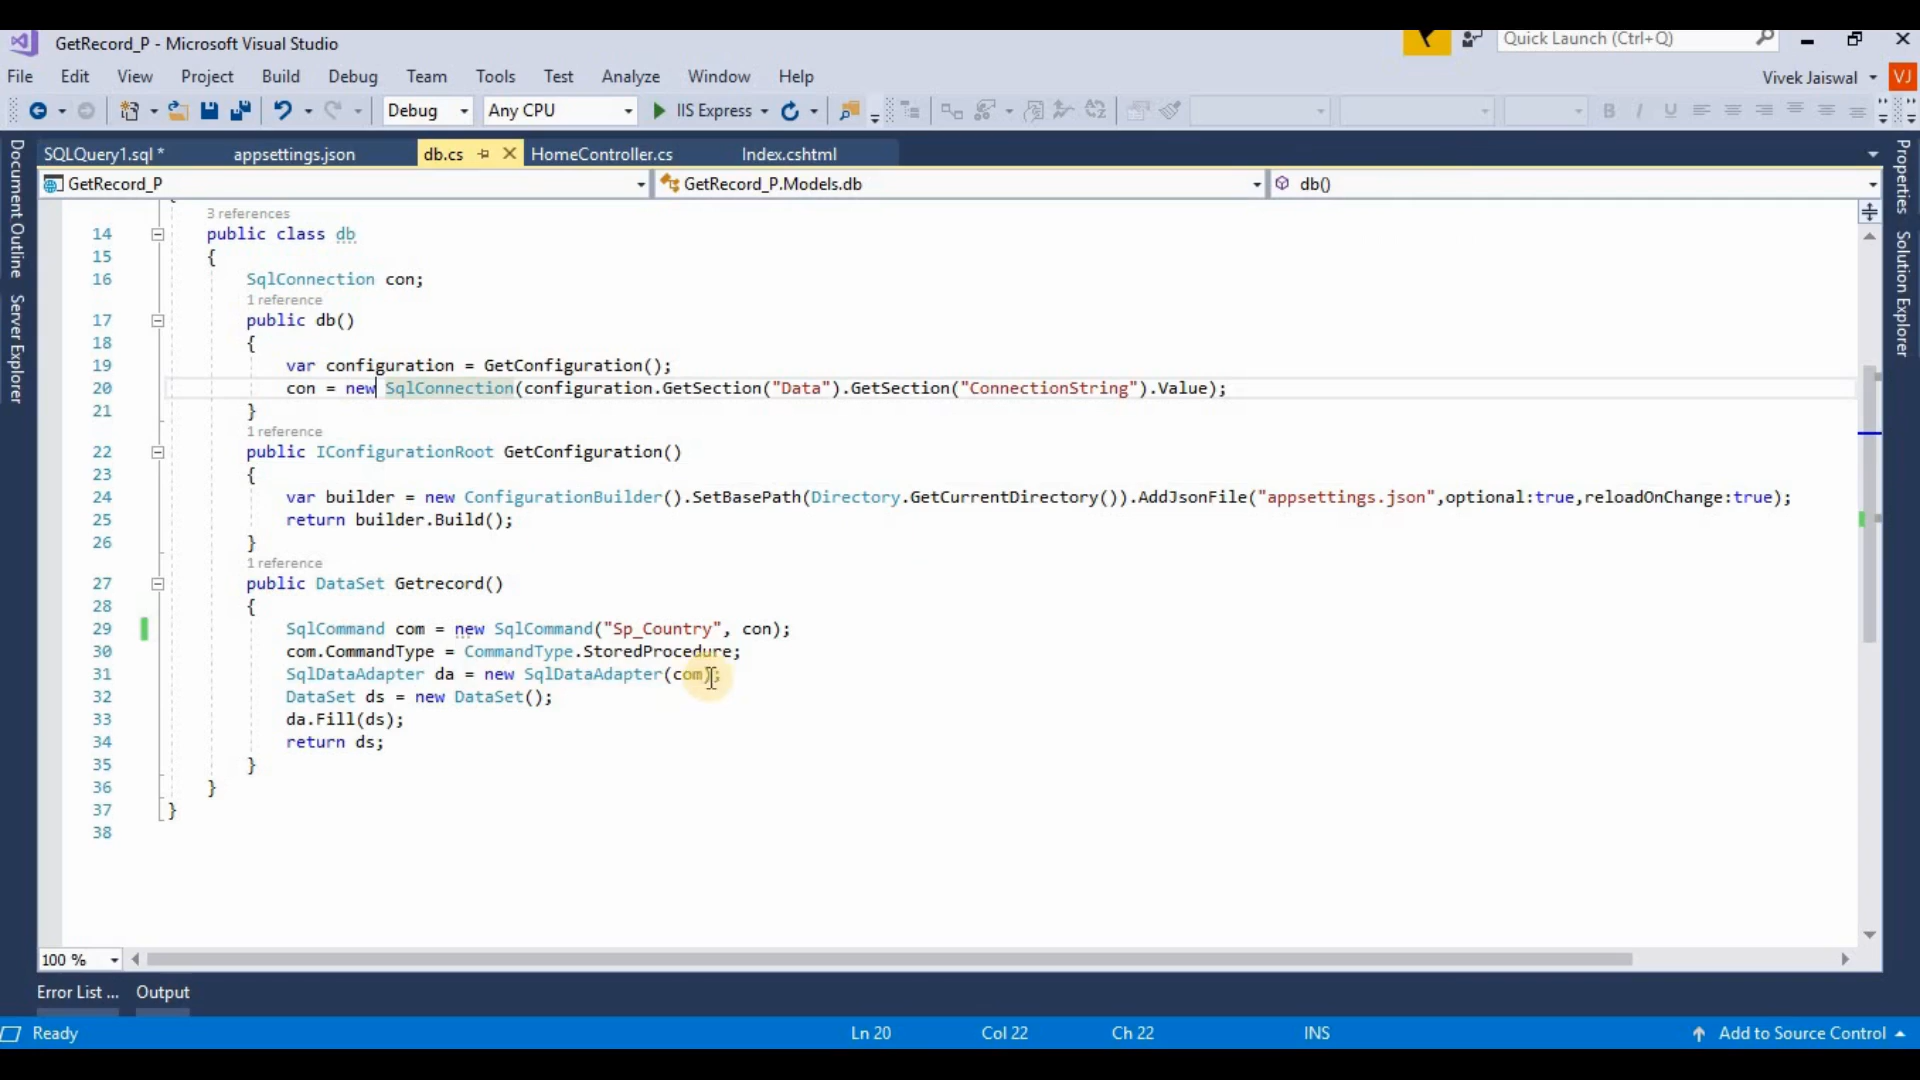 GetRecord_P - Microsoft Visual Studio
Quick Launch (Ctrl+Q)
File Edit View Project Build Debug Team Tools Test Analyze Window Help
Vivek Jaiswal VJ
Debug Any CPU IIS Express
SQLQuery1.sql * appsettings.json db.cs HomeController.cs Index.cshtml
GetRecord_P GetRecord_P.Models.db db()
Document Outline
Server Explorer
Properties
Solution Explorer
3 references
14 public class db
15 {
16 SqlConnection con;
1 reference
17 public db()
18 {
19 var configuration = GetConfiguration();
20 con = new SqlConnection(configuration.GetSection("Data").GetSection("ConnectionString").Value);
21 }
1 reference
22 public IConfigurationRoot GetConfiguration()
23 {
24 var builder = new ConfigurationBuilder().SetBasePath(Directory.GetCurrentDirectory()).AddJsonFile("appsettings.json",optional:true,reloadOnChange:true);
25 return builder.Build();
26 }
1 reference
27 public DataSet Getrecord()
28 {
29 SqlCommand com = new SqlCommand("Sp_Country", con);
30 com.CommandType = CommandType.StoredProcedure;
31 SqlDataAdapter da = new SqlDataAdapter(com);
32 DataSet ds = new DataSet();
33 da.Fill(ds);
34 return ds;
35 }
36 }
37 }
38
100 %
Error List ... Output
Ready Ln 20 Col 22 Ch 22 INS Add to Source Control